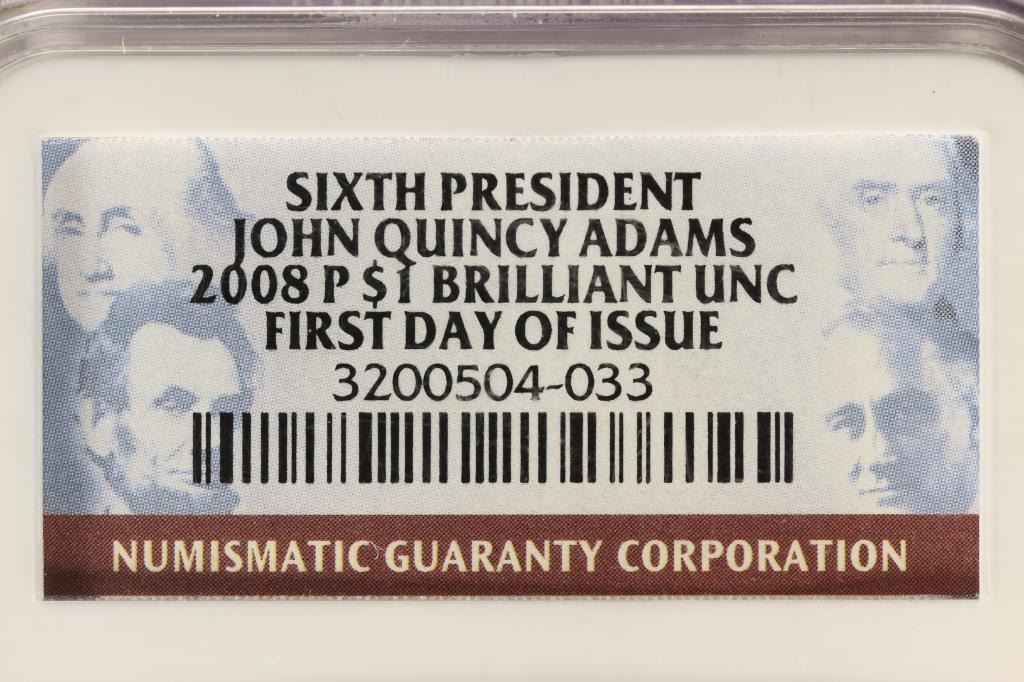 SIXTH PRESIDENT
JOHN QUINCY ADAMS
2008 P $1 BRILLIANT UNC
FIRST DAY OF ISSUE
3200504-033
NUMISMATIC GUARANTY CORPORATION